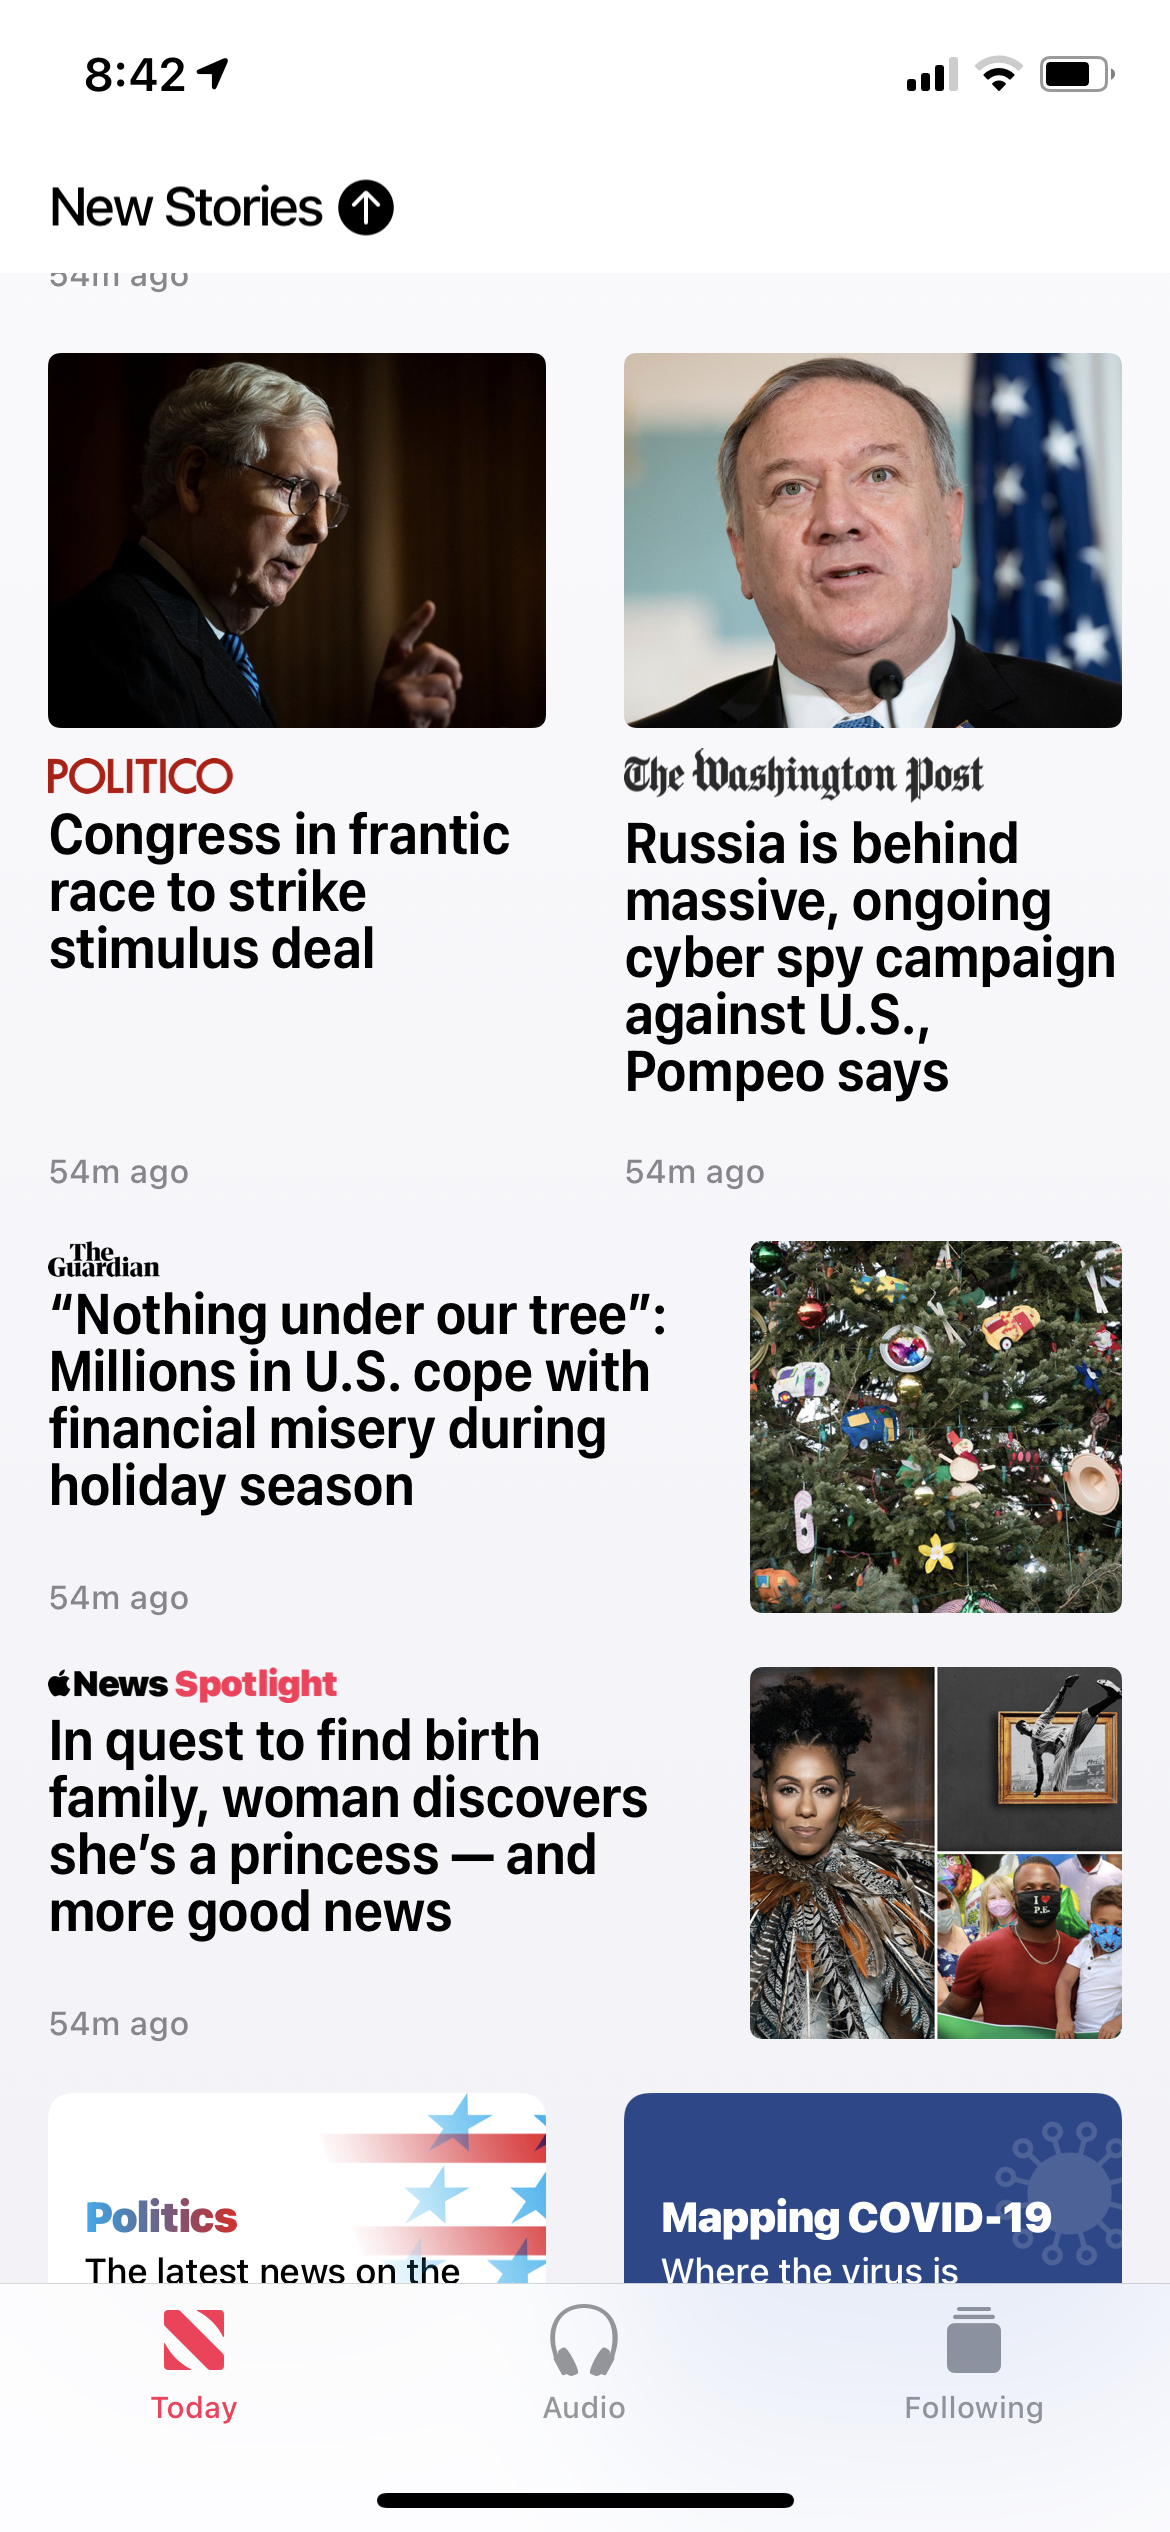 8:42
New Stories
54m ago
POLITICO
Congress in frantic
race to strike
stimulus deal
54m ago
The Washington Post
Russia is behind
massive, ongoing
cyber spy campaign
against U.S.,
Pompeo says
54m ago
The
Guardian
“Nothing under our tree”:
Millions in U.S. cope with
financial misery during
holiday season
54m ago
News Spotlight
In quest to find birth
family, woman discovers
she’s a princess — and
more good news
54m ago
I ♥
P.E.
Politics
The latest news on the
Mapping COVID-19
Where the virus is
Today
Audio
Following